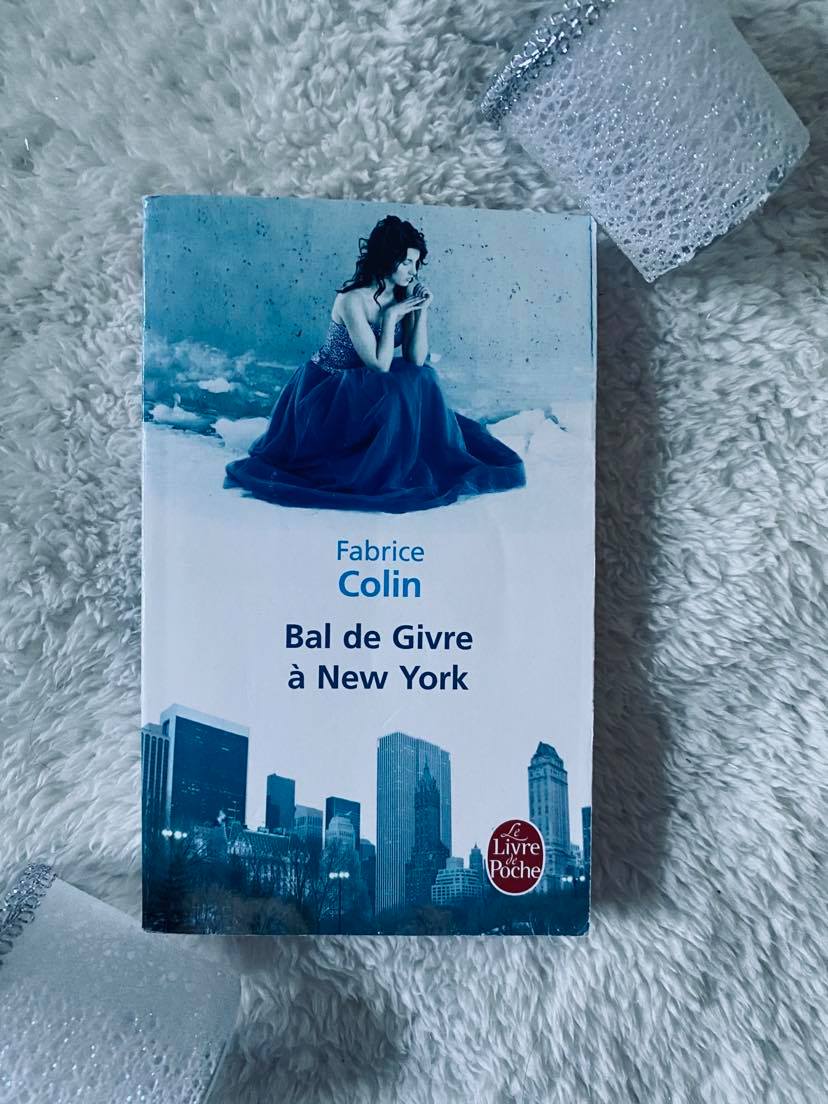 Fabrice
Colin
Bal de Givre
à New York
Le
Livre
de
Poche